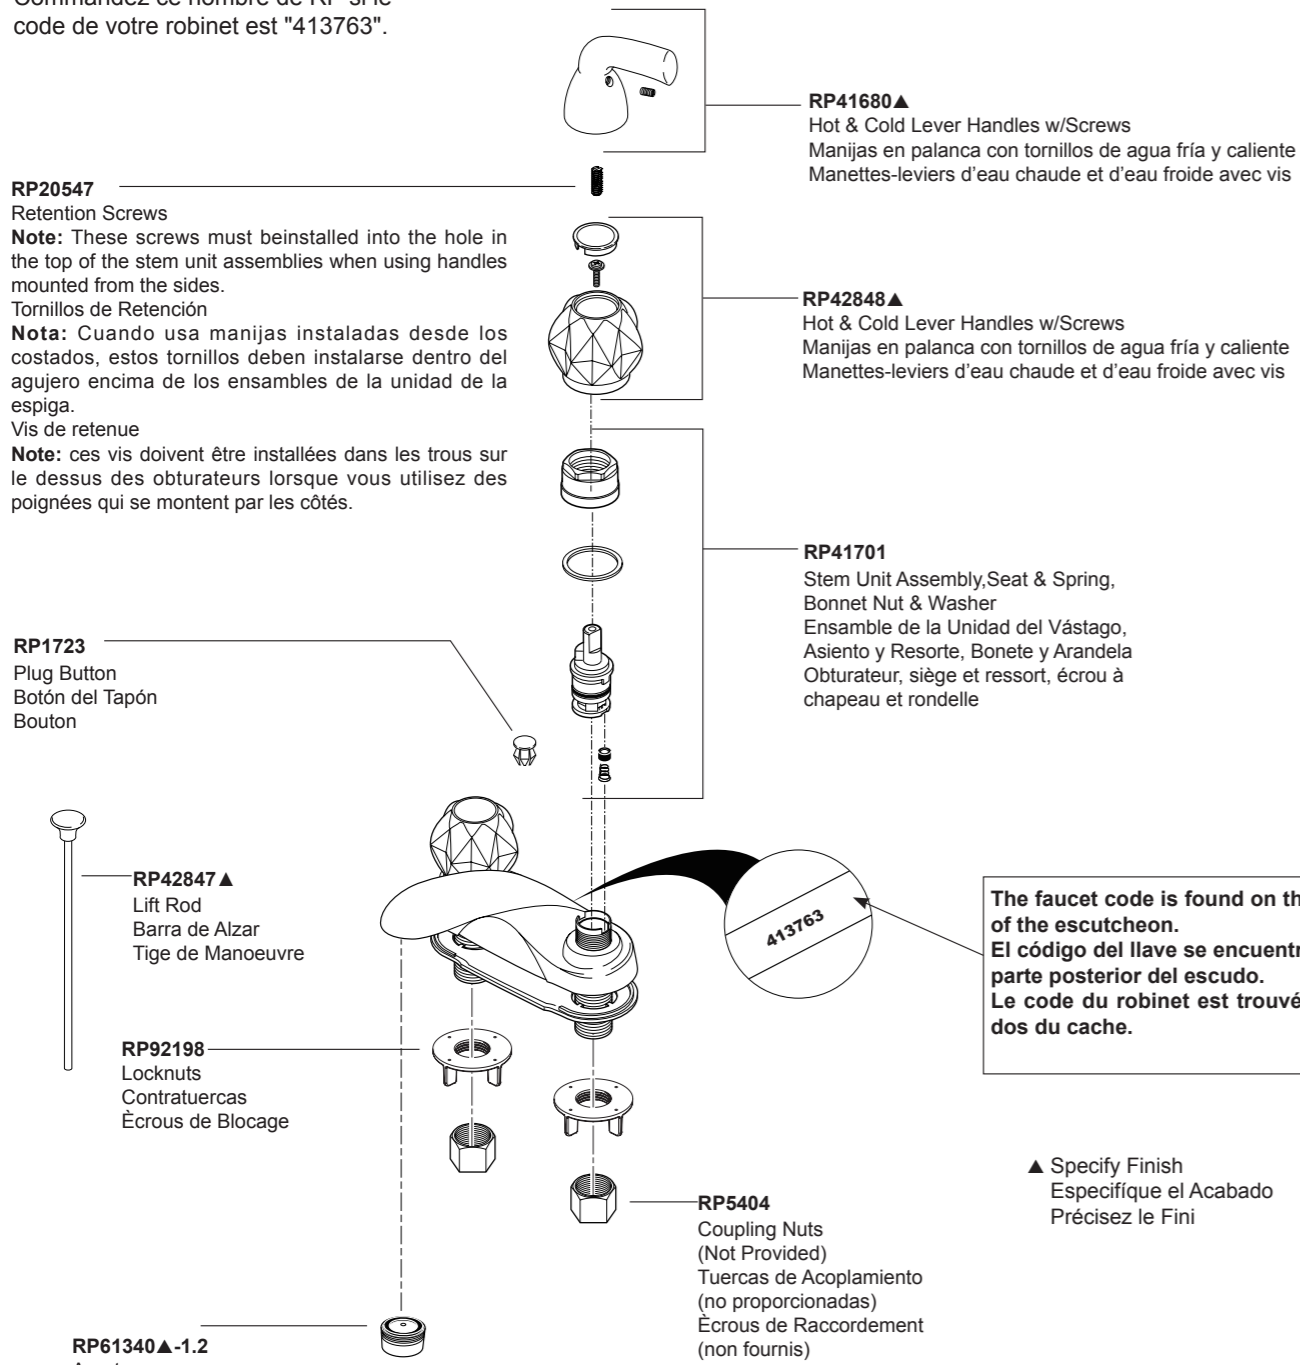 code de votre robinet est "413763".
RP41680▲
Hot & Cold Lever Handles w/Screws
Manijas en palanca con tornillos de agua fría y caliente
Manettes-leviers d'eau chaude et d'eau froide avec vis
RP20547
Retention Screws
Note: These screws must beinstalled into the hole in
the top of the stem unit assemblies when using handles
mounted from the sides.
Tornillos de Retención
Nota: Cuando usa manijas instaladas desde los
costados, estos tornillos deben instalarse dentro del
agujero encima de los ensambles de la unidad de la
espiga.
Vis de retenue
Note: ces vis doivent être installées dans les trous sur
le dessus des obturateurs lorsque vous utilisez des
poignées qui se montent par les côtés.
RP42848▲
Hot & Cold Lever Handles w/Screws
Manijas en palanca con tornillos de agua fría y caliente
Manettes-leviers d'eau chaude et d'eau froide avec vis
RP41701
Stem Unit Assembly,Seat & Spring,
Bonnet Nut & Washer
Ensamble de la Unidad del Vástago,
Asiento y Resorte, Bonete y Arandela
Obturateur, siège et ressort, écrou à
chapeau et rondelle
RP1723
Plug Button
Botón del Tapón
Bouton
RP42847▲
Lift Rod
Barra de Alzar
Tige de Manoeuvre
413763
The faucet code is found on th
of the escutcheon.
El código del llave se encuentr
parte posterior del escudo.
Le code du robinet est trouvé
dos du cache.
RP92198
Locknuts
Contratuercas
Ècrous de Blocage
▲ Specify Finish
Especifíque el Acabado
Précisez le Fini
RP5404
Coupling Nuts
(Not Provided)
Tuercas de Acoplamiento
(no proporcionadas)
Ècrous de Raccordement
(non fournis)
RP61340▲-1.2